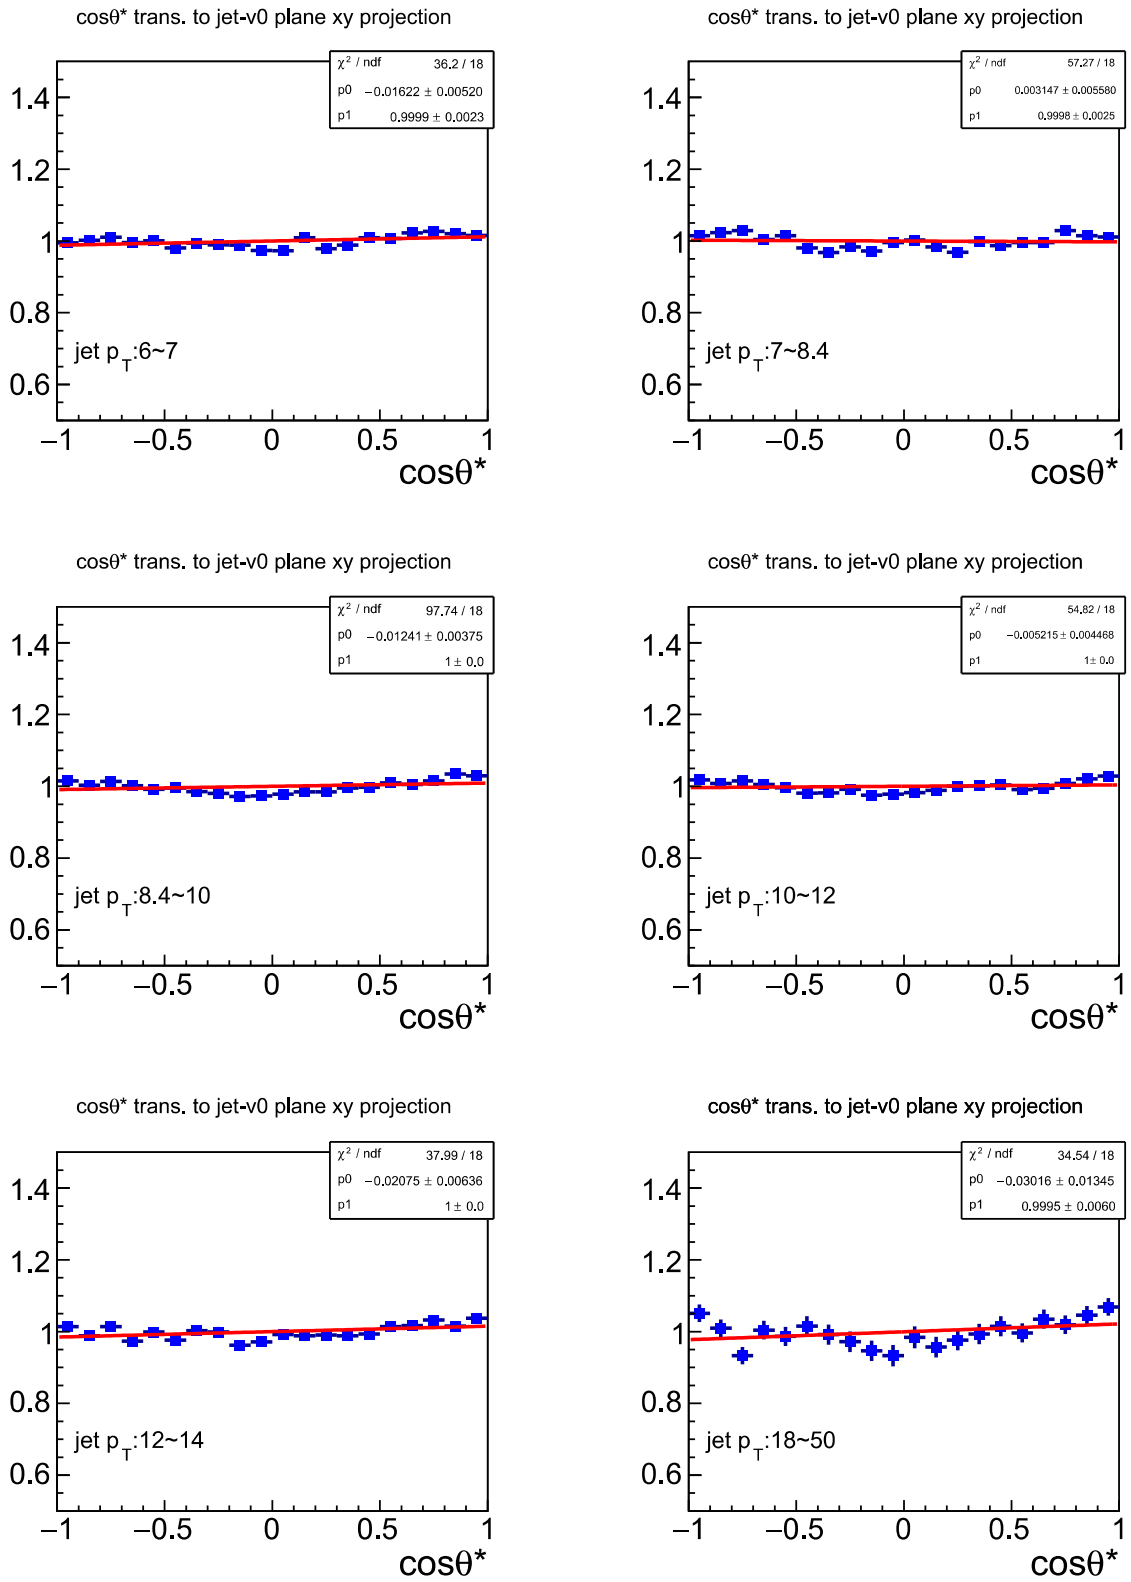 cosθ* trans. to jet-v0 plane xy projection
χ² / ndf 36.2 / 18
p0 −0.01622 ± 0.00520
p1 0.9999 ± 0.0023
1.4
1.2
1
0.8
0.6
jet p_T:6~7
−1 −0.5 0 0.5 1
cosθ*
cosθ* trans. to jet-v0 plane xy projection
χ² / ndf 57.27 / 18
p0 0.003147 ± 0.005580
p1 0.9998 ± 0.0025
1.4
1.2
1
0.8
0.6
jet p_T:7~8.4
−1 −0.5 0 0.5 1
cosθ*
cosθ* trans. to jet-v0 plane xy projection
χ² / ndf 97.74 / 18
p0 −0.01241 ± 0.00375
p1 1 ± 0.0
1.4
1.2
1
0.8
0.6
jet p_T:8.4~10
−1 −0.5 0 0.5 1
cosθ*
cosθ* trans. to jet-v0 plane xy projection
χ² / ndf 54.82 / 18
p0 −0.005215 ± 0.004468
p1 1 ± 0.0
1.4
1.2
1
0.8
0.6
jet p_T:10~12
−1 −0.5 0 0.5 1
cosθ*
cosθ* trans. to jet-v0 plane xy projection
χ² / ndf 37.99 / 18
p0 −0.02075 ± 0.00636
p1 1 ± 0.0
1.4
1.2
1
0.8
0.6
jet p_T:12~14
−1 −0.5 0 0.5 1
cosθ*
cosθ* trans. to jet-v0 plane xy projection
χ² / ndf 34.54 / 18
p0 −0.03016 ± 0.01345
p1 0.9995 ± 0.0060
1.4
1.2
1
0.8
0.6
jet p_T:18~50
−1 −0.5 0 0.5 1
cosθ*